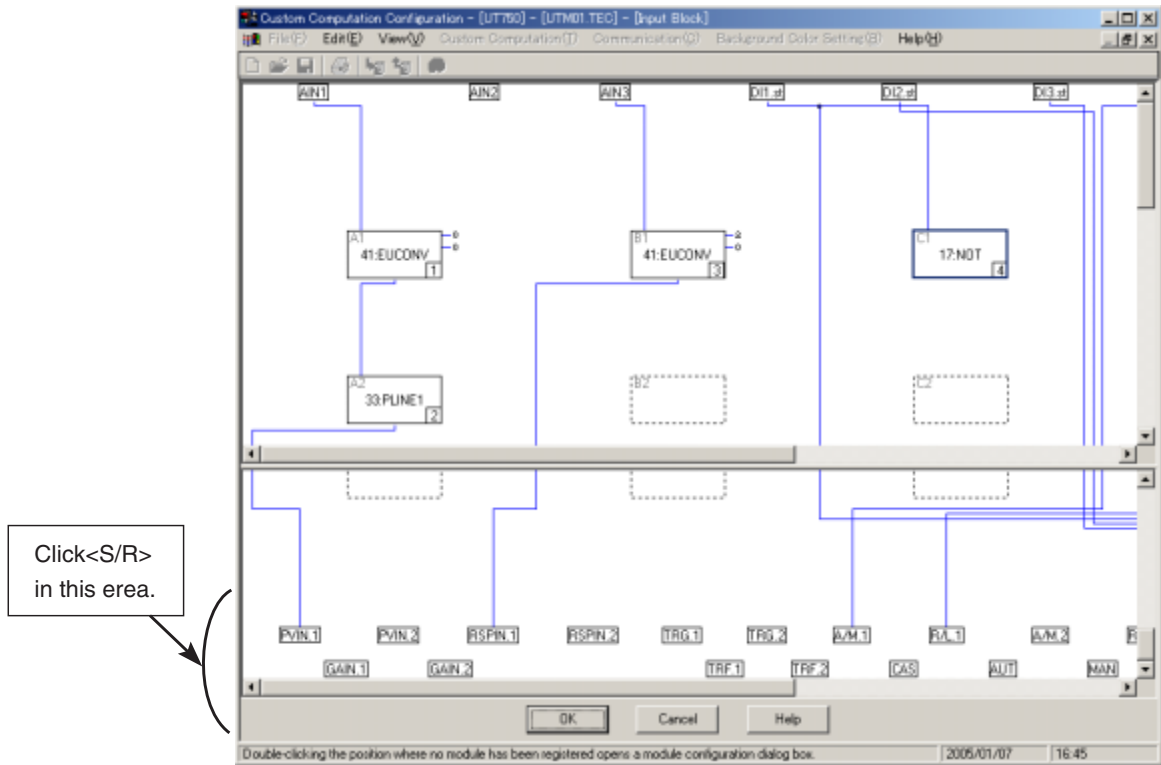 Custom Computation Configuration - [UT750] - [UTM01.TEC] - [Input Block]
File(F) Edit(E) View(V) Custom Computation(T) Communication(C) Background Color Setting(B) Help(H)
AIN1 AIN2 AIN3 DI1.st DI2.st DI3.st
A1
41:EUCONV
1
0
0
B1
41:EUCONV
3
2
0
C1
17:NOT
4
A2
33:PLINE1
2
B2
C2
Click<S/R>
in this erea.
PVIN.1 PVIN.2 RSPIN.1 RSPIN.2 TRG.1 TRG.2 A/M.1 R/L.1 A/M.2 R
GAIN.1 GAIN.2 TRF.1 TRF.2 CAS AUT MAN
OK Cancel Help
Double-clicking the position where no module has been registered opens a module configuration dialog box. 2005/01/07 16:45